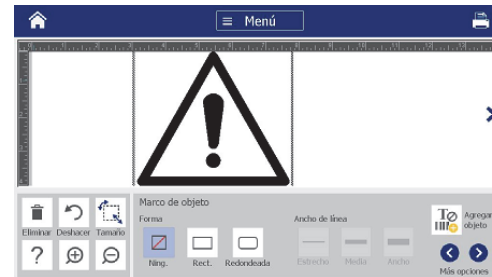 Menú
Marco de objeto
Forma
Ancho de línea
Agregar
objeto
Eliminar Deshacer Tamaño
Ning. Rect. Redondeada
Estrecho Media Ancho
Más opciones